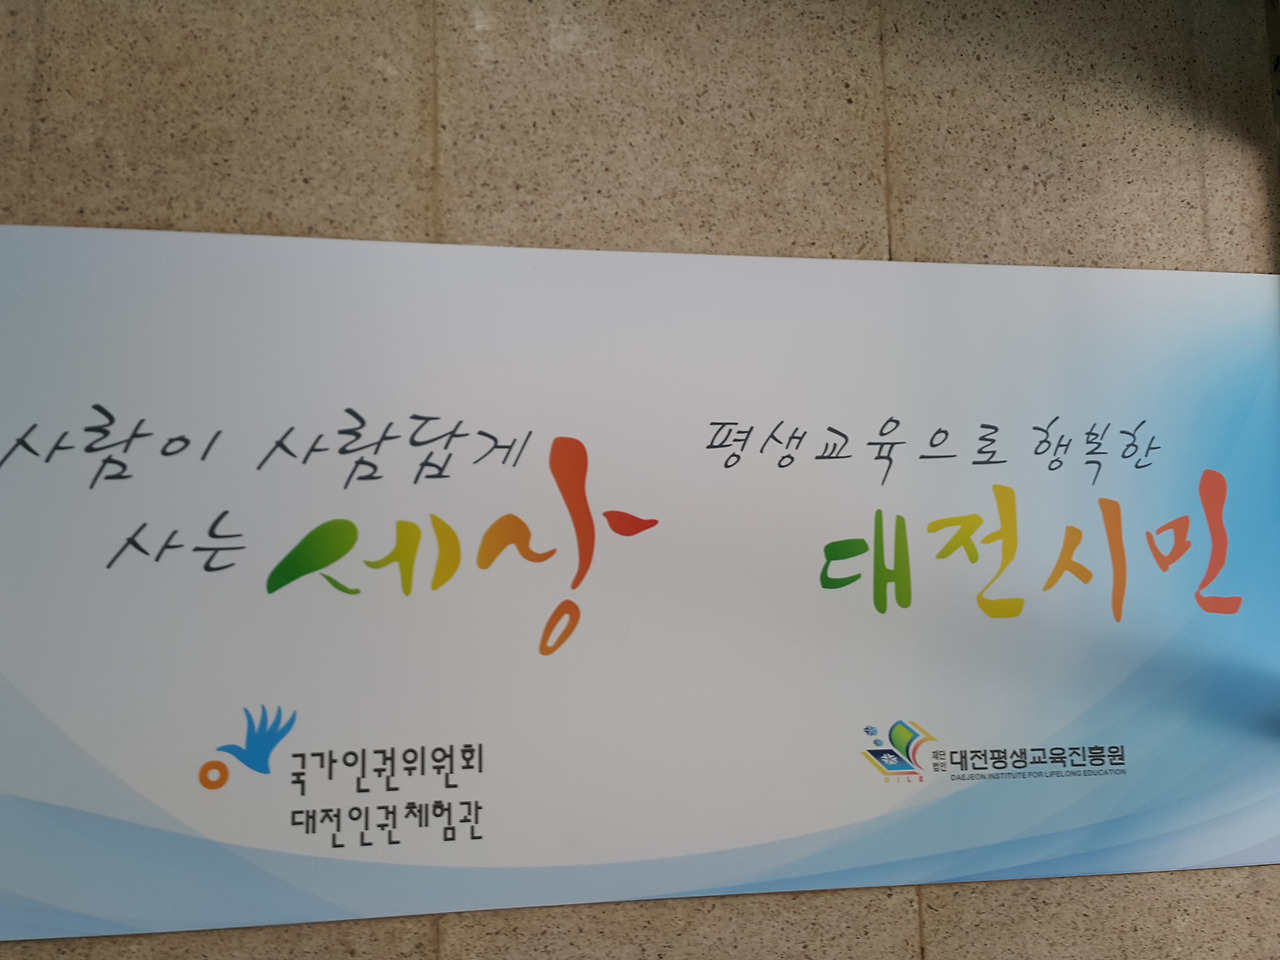 사람이 사람답게
사는 세상
국가인권위원회
대전인권체험관
평생교육으로 행복한
대전시민
DILE
재단
법인
대전평생교육진흥원
DAEJEON INSTITUTE FOR LIFELONG EDUCATION